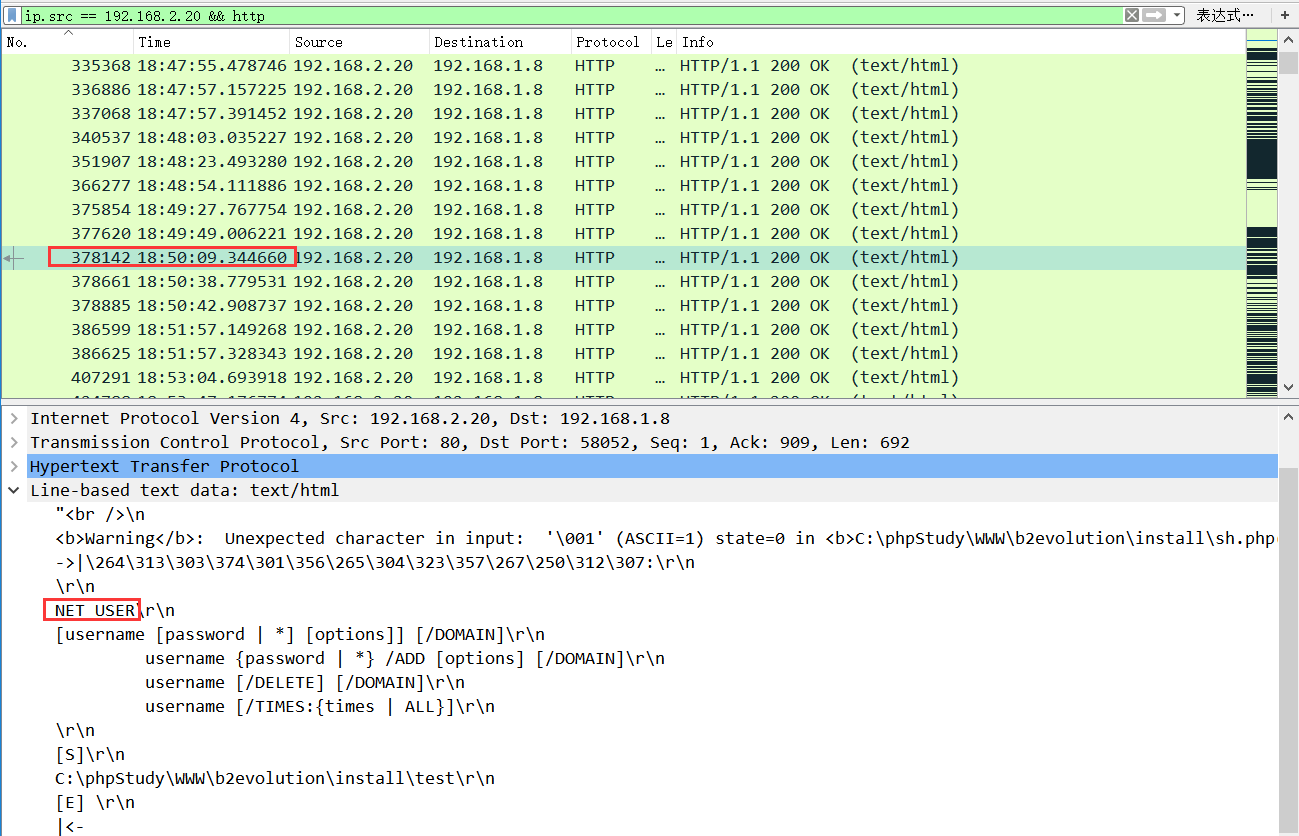 ip.src == 192.168.2.20 && http 表达式… +
No. Time Source Destination Protocol Le Info
335368 18:47:55.478746 192.168.2.20 192.168.1.8 HTTP … HTTP/1.1 200 OK (text/html)
336886 18:47:57.157225 192.168.2.20 192.168.1.8 HTTP … HTTP/1.1 200 OK (text/html)
337068 18:47:57.391452 192.168.2.20 192.168.1.8 HTTP … HTTP/1.1 200 OK (text/html)
340537 18:48:03.035227 192.168.2.20 192.168.1.8 HTTP … HTTP/1.1 200 OK (text/html)
351907 18:48:23.493280 192.168.2.20 192.168.1.8 HTTP … HTTP/1.1 200 OK (text/html)
366277 18:48:54.111886 192.168.2.20 192.168.1.8 HTTP … HTTP/1.1 200 OK (text/html)
375854 18:49:27.767754 192.168.2.20 192.168.1.8 HTTP … HTTP/1.1 200 OK (text/html)
377620 18:49:49.006221 192.168.2.20 192.168.1.8 HTTP … HTTP/1.1 200 OK (text/html)
378142 18:50:09.344660 192.168.2.20 192.168.1.8 HTTP … HTTP/1.1 200 OK (text/html)
378661 18:50:38.779531 192.168.2.20 192.168.1.8 HTTP … HTTP/1.1 200 OK (text/html)
378885 18:50:42.908737 192.168.2.20 192.168.1.8 HTTP … HTTP/1.1 200 OK (text/html)
386599 18:51:57.149268 192.168.2.20 192.168.1.8 HTTP … HTTP/1.1 200 OK (text/html)
386625 18:51:57.328343 192.168.2.20 192.168.1.8 HTTP … HTTP/1.1 200 OK (text/html)
407291 18:53:04.693918 192.168.2.20 192.168.1.8 HTTP … HTTP/1.1 200 OK (text/html)
Internet Protocol Version 4, Src: 192.168.2.20, Dst: 192.168.1.8
Transmission Control Protocol, Src Port: 80, Dst Port: 58052, Seq: 1, Ack: 909, Len: 692
Hypertext Transfer Protocol
Line-based text data: text/html
"<br />\n
<b>Warning</b>:  Unexpected character in input:  '\001' (ASCII=1) state=0 in <b>C:\phpStudy\WWW\b2evolution\install\sh.php
->|\264\313\303\374\301\356\265\304\323\357\267\250\312\307:\r\n
\r\n
NET USER\r\n
[username [password | *] [options]] [/DOMAIN]\r\n
username {password | *} /ADD [options] [/DOMAIN]\r\n
username [/DELETE] [/DOMAIN]\r\n
username [/TIMES:{times | ALL}]\r\n
\r\n
[S]\r\n
C:\phpStudy\WWW\b2evolution\install\test\r\n
[E] \r\n
|<-